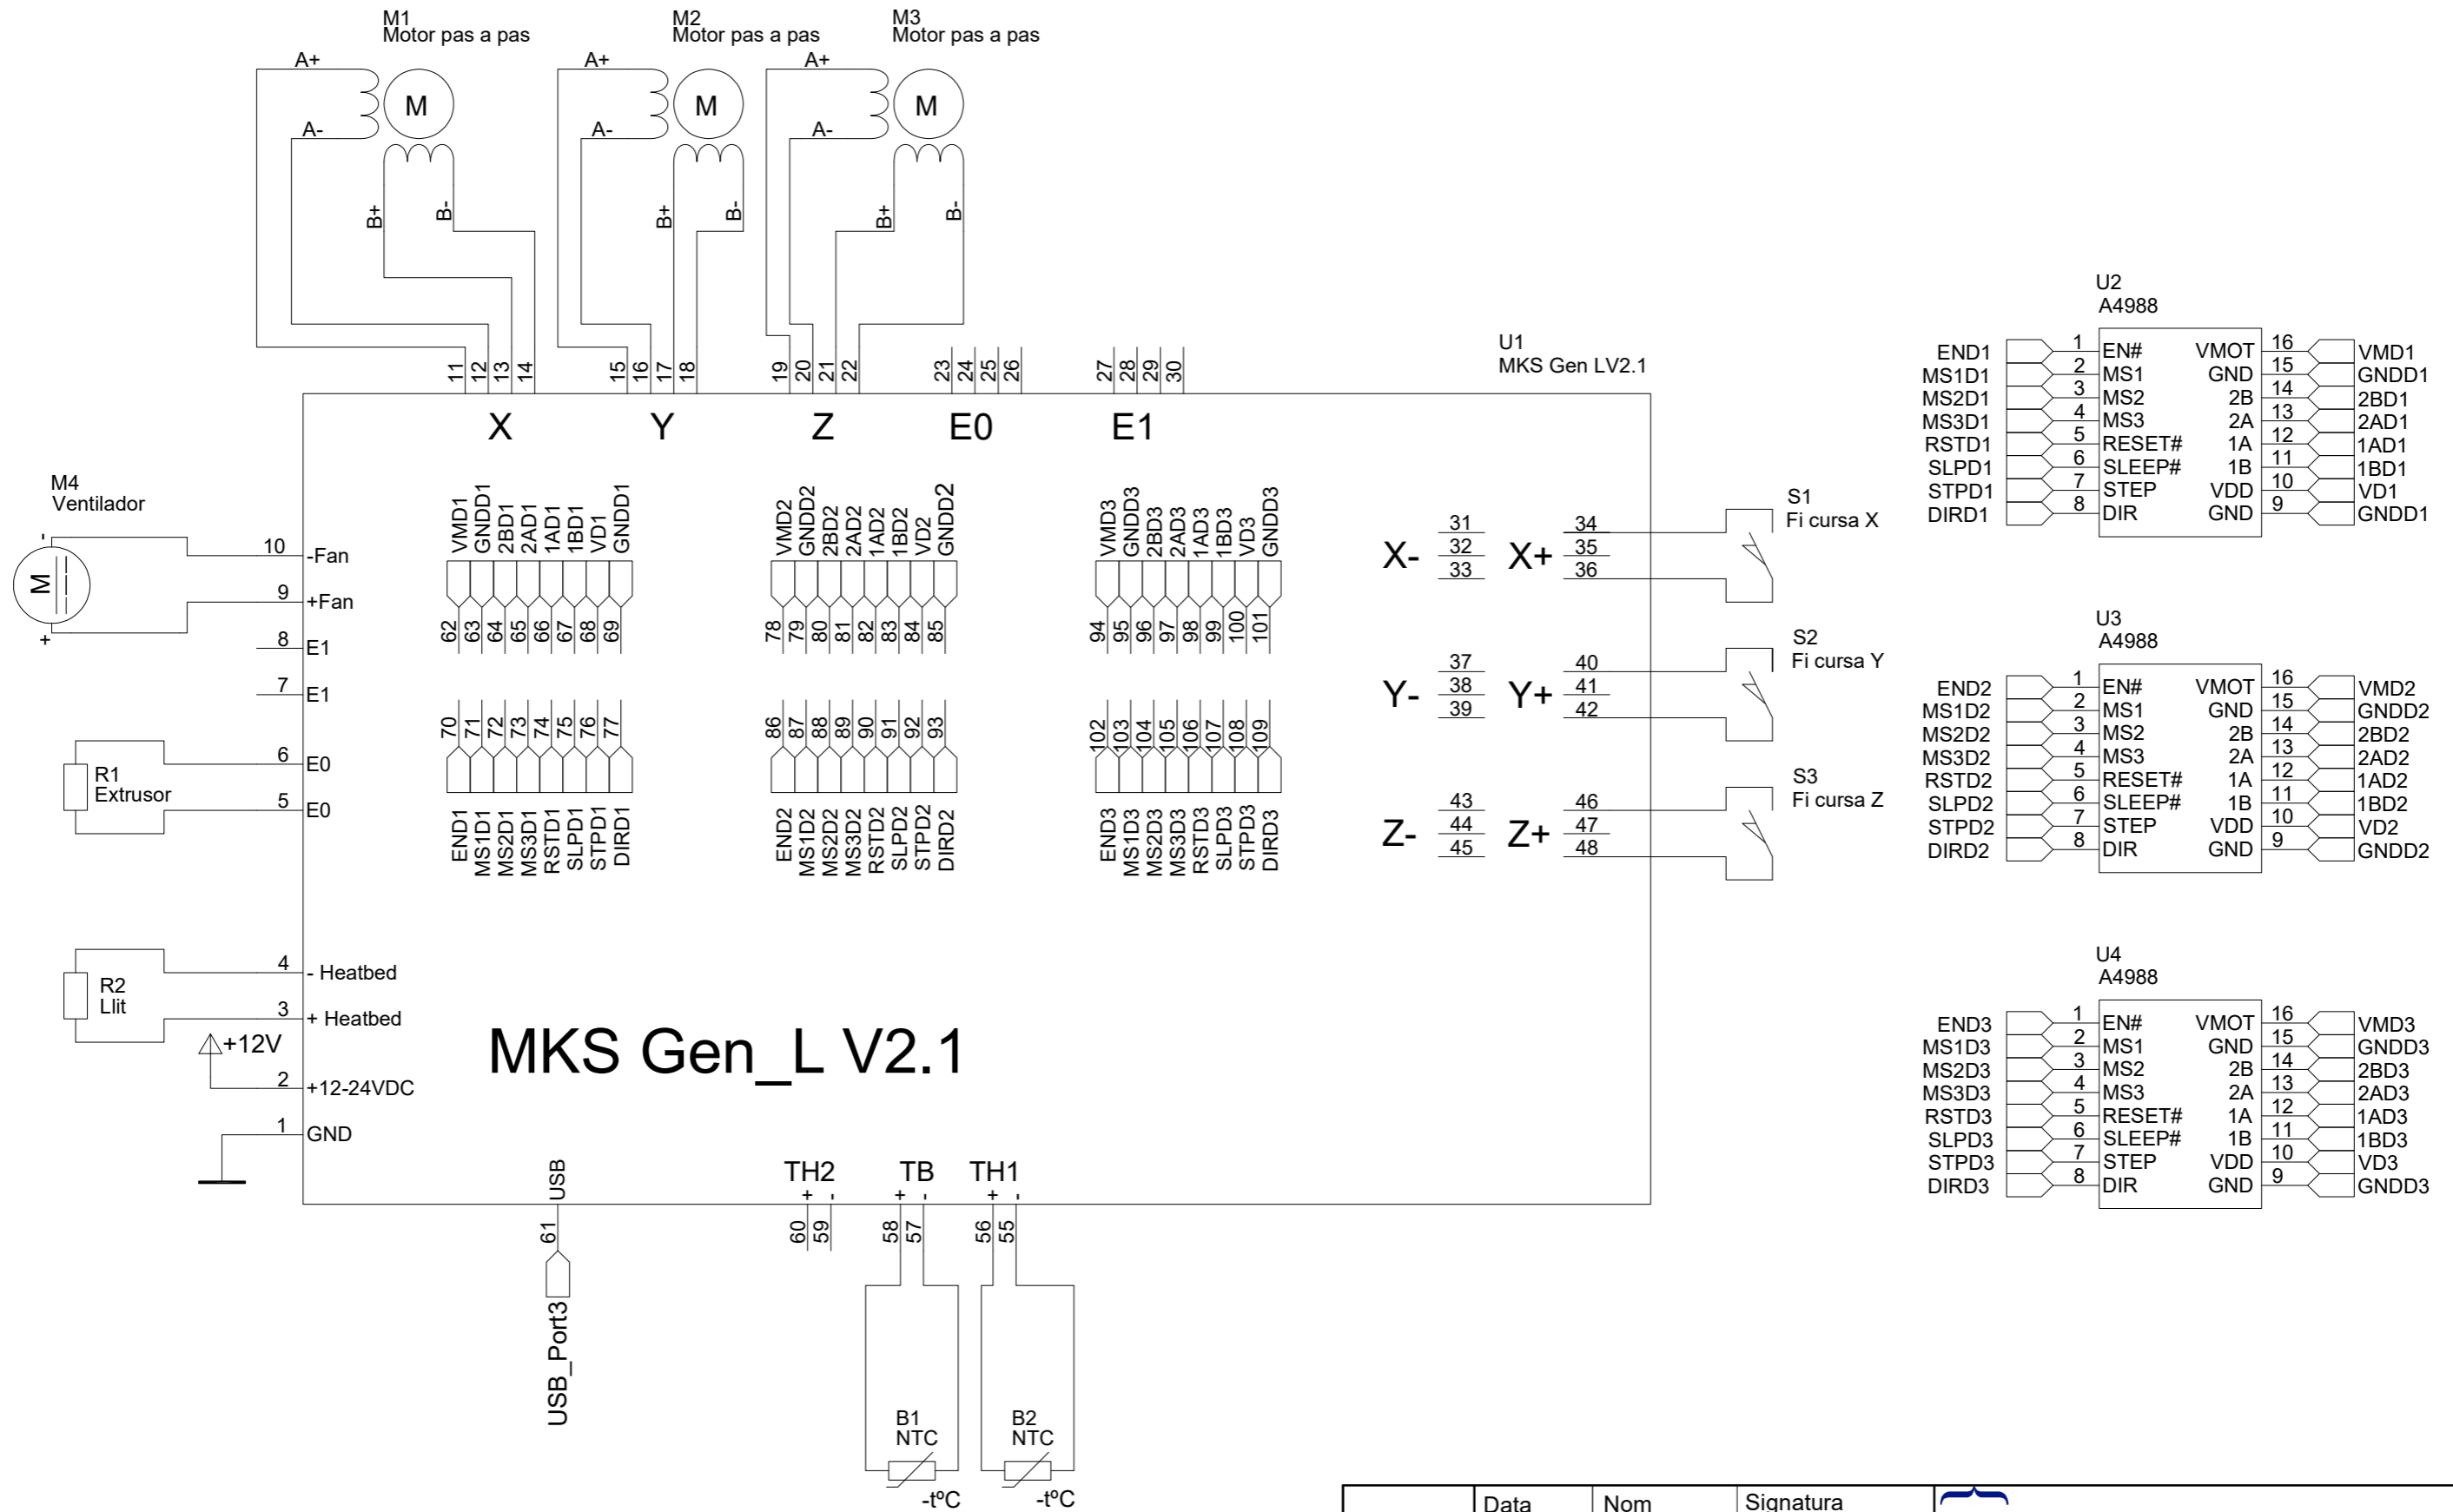 M1
Motor pas a pas
M2
Motor pas a pas
M3
Motor pas a pas
A+
A-
B+
B-
M
A+
A-
B+
B-
M
A+
A-
B+
B-
M
11 12 13 14
15 16 17 18
19 20 21 22
23 24 25 26
27 28 29 30
U1
MKS Gen LV2.1
X Y Z E0 E1
M4
Ventilador
-
M
+
10 -Fan
9 +Fan
8 E1
7 E1
6 E0
5 E0
R1
Extrusor
4 - Heatbed
3 + Heatbed
R2
Llit
+12V
2 +12-24VDC
1 GND
VMD1 GNDD1 2BD1 2AD1 1AD1 1BD1 VD1 GNDD1
62 63 64 65 66 67 68 69
70 71 72 73 74 75 76 77
END1 MS1D1 MS2D1 MS3D1 RSTD1 SLPD1 STPD1 DIRD1
VMD2 GNDD2 2BD2 2AD2 1AD2 1BD2 VD2 GNDD2
78 79 80 81 82 83 84 85
86 87 88 89 90 91 92 93
END2 MS1D2 MS2D2 MS3D2 RSTD2 SLPD2 STPD2 DIRD2
VMD3 GNDD3 2BD3 2AD3 1AD3 1BD3 VD3 GNDD3
94 95 96 97 98 99 100 101
102 103 104 105 106 107 108 109
END3 MS1D3 MS2D3 MS3D3 RSTD3 SLPD3 STPD3 DIRD3
X- 31 32 33
X+ 34 35 36
S1
Fi cursa X
Y- 37 38 39
Y+ 40 41 42
S2
Fi cursa Y
Z- 43 44 45
Z+ 46 47 48
S3
Fi cursa Z
MKS Gen_L V2.1
USB
61
USB_Port3
TH2 TB TH1
+ - + - + -
60 59 58 57 56 55
B1
NTC
-tºC
B2
NTC
-tºC
U2
A4988
END1 1 EN# VMOT 16 VMD1
MS1D1 2 MS1 GND 15 GNDD1
MS2D1 3 MS2 2B 14 2BD1
MS3D1 4 MS3 2A 13 2AD1
RSTD1 5 RESET# 1A 12 1AD1
SLPD1 6 SLEEP# 1B 11 1BD1
STPD1 7 STEP VDD 10 VD1
DIRD1 8 DIR GND 9 GNDD1
U3
A4988
END2 1 EN# VMOT 16 VMD2
MS1D2 2 MS1 GND 15 GNDD2
MS2D2 3 MS2 2B 14 2BD2
MS3D2 4 MS3 2A 13 2AD2
RSTD2 5 RESET# 1A 12 1AD2
SLPD2 6 SLEEP# 1B 11 1BD2
STPD2 7 STEP VDD 10 VD2
DIRD2 8 DIR GND 9 GNDD2
U4
A4988
END3 1 EN# VMOT 16 VMD3
MS1D3 2 MS1 GND 15 GNDD3
MS2D3 3 MS2 2B 14 2BD3
MS3D3 4 MS3 2A 13 2AD3
RSTD3 5 RESET# 1A 12 1AD3
SLPD3 6 SLEEP# 1B 11 1BD3
STPD3 7 STEP VDD 10 VD3
DIRD3 8 DIR GND 9 GNDD3
Data Nom Signatura